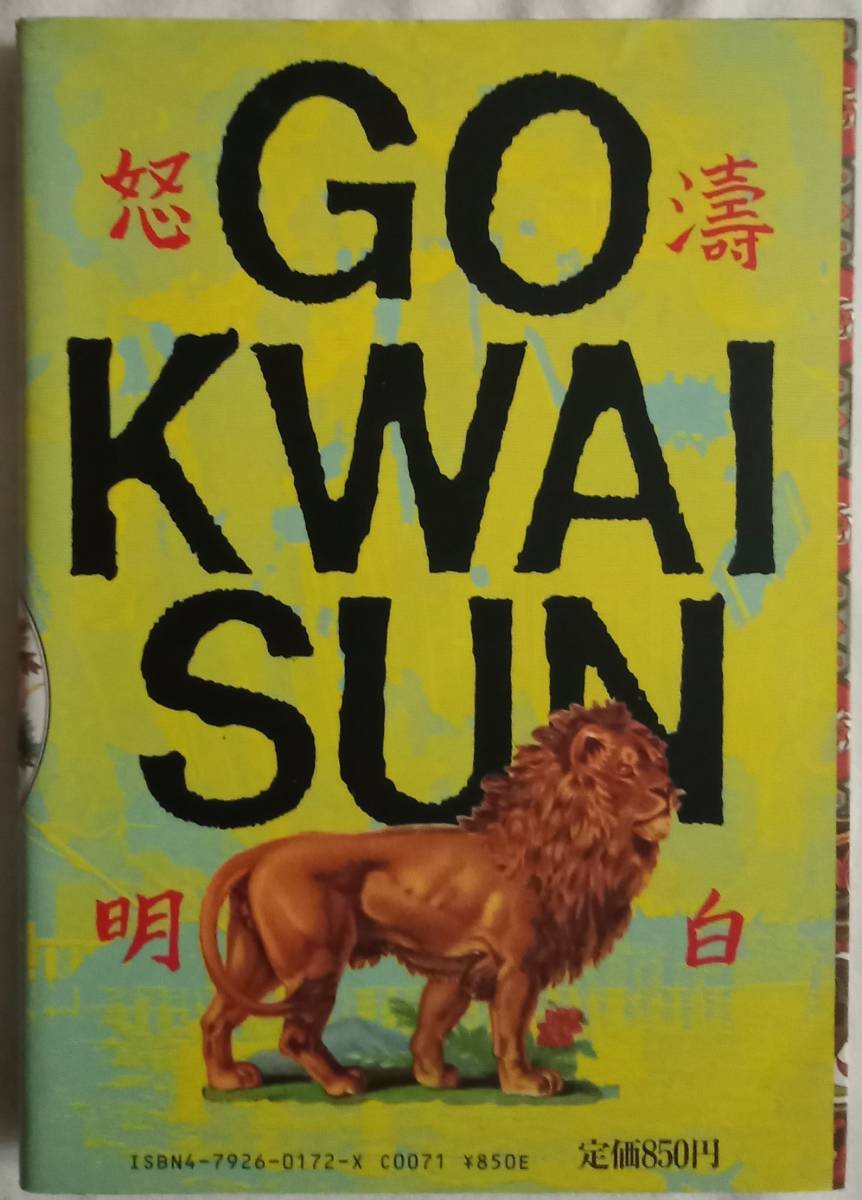 GO
怒 濤
KWAI
SUN
明 白
ISBN4-7926-0172-X C0071 ¥850E 定価850円